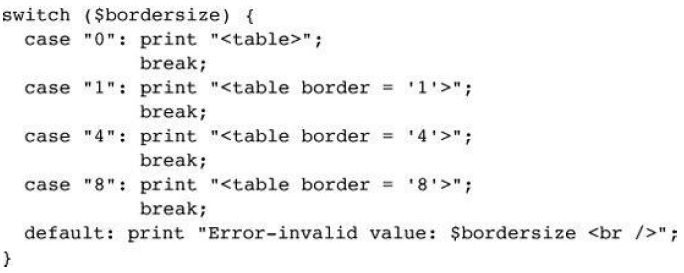 switch ($bordersize) {
  case "0": print "<table>";
            break;
  case "1": print "<table border = '1'>";
            break;
  case "4": print "<table border = '4'>";
            break;
  case "8": print "<table border = '8'>";
            break;
  default: print "Error-invalid value: $bordersize <br />";
}